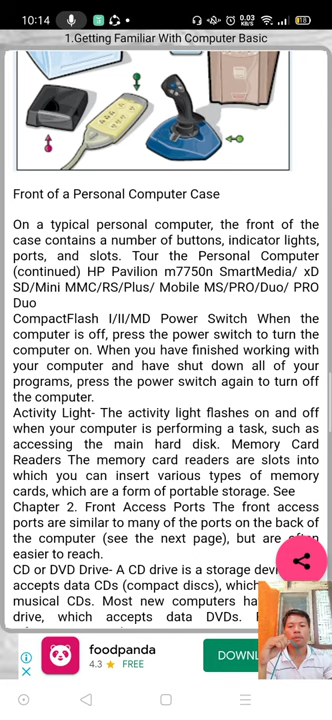 10:14
0.03 KB/S
18
1.Getting Familiar With Computer Basic
Front of a Personal Computer Case
On a typical personal computer, the front of the
case contains a number of buttons, indicator lights,
ports, and slots. Tour the Personal Computer
(continued) HP Pavilion m7750n SmartMedia/ xD
SD/Mini MMC/RS/Plus/ Mobile MS/PRO/Duo/ PRO
Duo
CompactFlash I/II/MD Power Switch When the
computer is off, press the power switch to turn the
computer on. When you have finished working with
your computer and have shut down all of your
programs, press the power switch again to turn off
the computer.
Activity Light- The activity light flashes on and off
when your computer is performing a task, such as
accessing the main hard disk. Memory Card
Readers The memory card readers are slots into
which you can insert various types of memory
cards, which are a form of portable storage. See
Chapter 2. Front Access Ports The front access
ports are similar to many of the ports on the back of
the computer (see the next page), but are often
easier to reach.
CD or DVD Drive- A CD drive is a storage devi
accepts data CDs (compact discs), which
musical CDs. Most new computers ha
drive, which accepts data DVDs.
foodpanda
4.3 ★ FREE
DOWNL